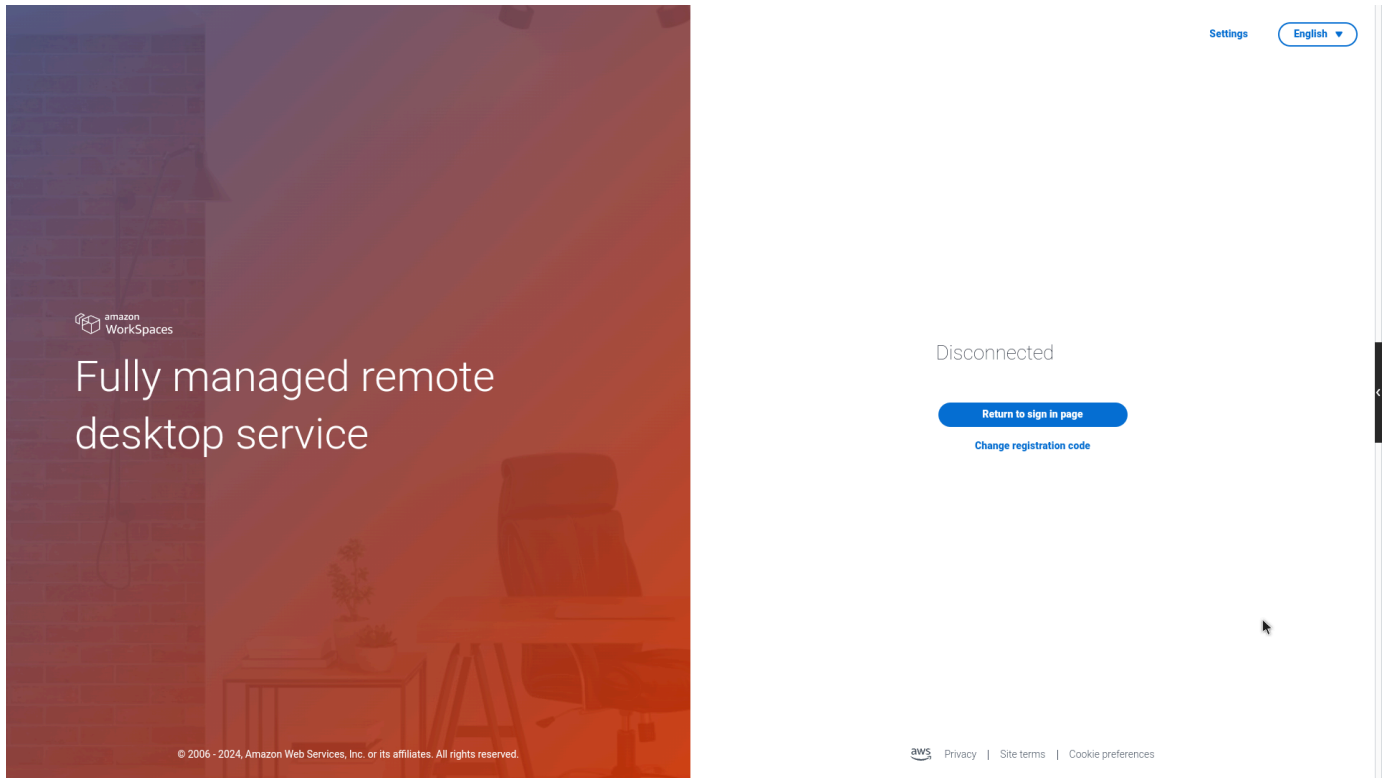 Settings
English
amazon
WorkSpaces
Fully managed remote
desktop service
Disconnected
Return to sign in page
Change registration code
© 2006 - 2024, Amazon Web Services, Inc. or its affiliates. All rights reserved.
aws Privacy | Site terms | Cookie preferences